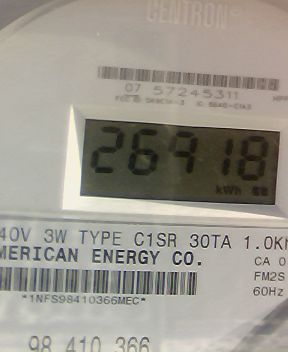 CENTRON®
07 57245311
26918
kWh
40V 3W TYPE C1SR 30TA 1.0K
MERICAN ENERGY CO.
CA 0
FM2S
60Hz
*1NFS98410366MEC*
98 410 366